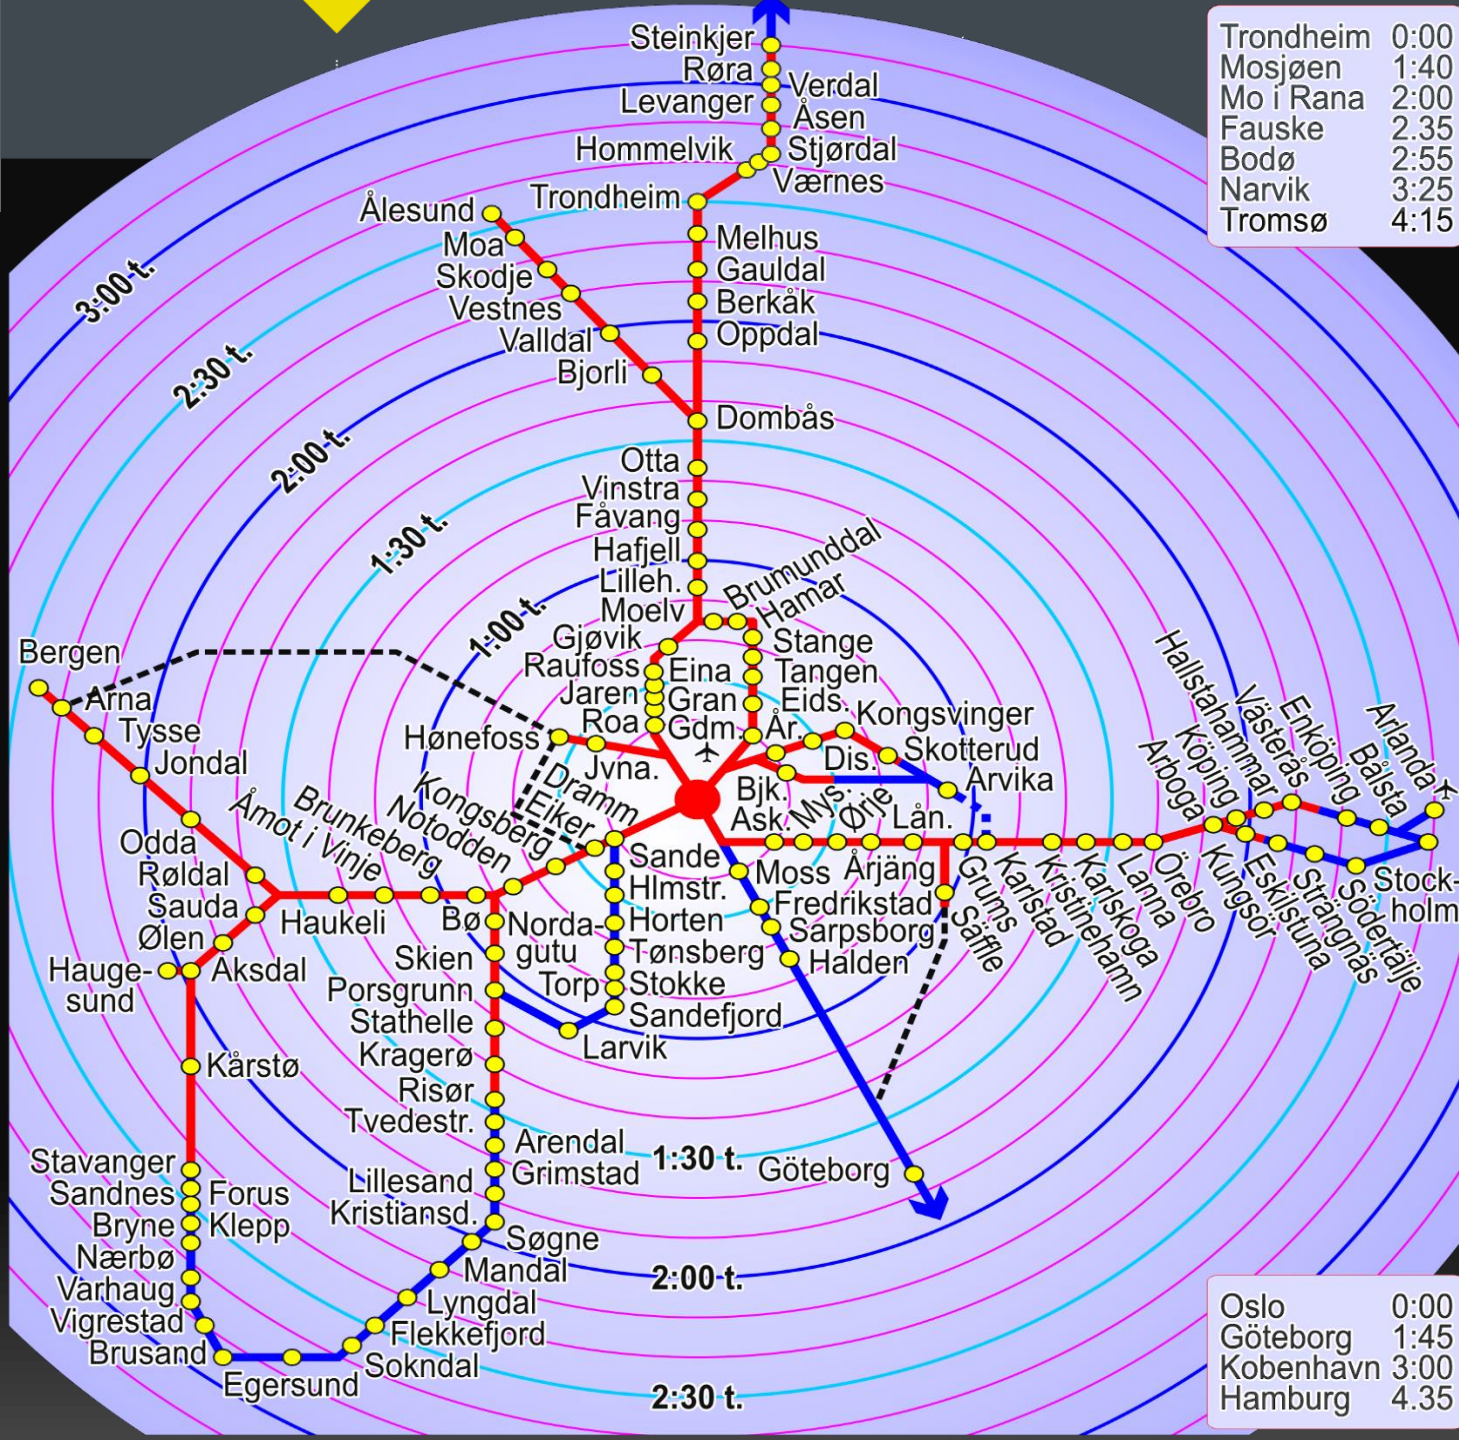 Steinkjer
Røra
Verdal
Levanger
Åsen
Hommelvik
Stjørdal
Værnes
Trondheim
Ålesund
Moa
Skodje
Vestnes
Valldal
Bjorli
Melhus
Gauldal
Berkåk
Oppdal
Dombås
Otta
Vinstra
Fåvang
Hafjell
Lilleh.
Moelv
Brumunddal
Hamar
Gjøvik
Raufoss
Jaren
Roa
Eina
Gran
Gdm.
Stange
Tangen
Eids.
3:00 t.
2:30 t.
2:00 t.
1:30 t.
1:00 t.
Trondheim 0:00
Mosjøen 1:40
Mo i Rana 2:00
Fauske 2.35
Bodø 2:55
Narvik 3:25
Tromsø 4:15
Bergen
Arna
Tysse
Jondal
Odda
Røldal
Sauda
Ølen
Hauge-
sund
Aksdal
Haukeli
Åmot i Vinje
Brunkeberg
Notodden
Kongsberg
Eiker
Dramm
Hønefoss
Jvna.
År.
Kongsvinger
Dis.
Skotterud
Arvika
Bjk.
Ask.
Mys.
Ørje
Lån.
Årjäng
Grums
Karlstad
Kristinehamn
Karlskoga
Lanna
Örebro
Arboga
Köping
Hallstahammar
Västerås
Enköping
Bålsta
Arlanda
Kungsör
Eskilstuna
Strängnäs
Södertälje
Stock-
holm
Säffle
Moss
Fredrikstad
Sarpsborg
Halden
Göteborg
Sande
Hlmstr.
Horten
Tønsberg
Torp
Stokke
Sandefjord
Larvik
Bø
Norda-
gutu
Skien
Porsgrunn
Stathelle
Kragerø
Risør
Tvedestr.
Arendal
Grimstad
Lillesand
Kristiansd.
Søgne
Mandal
Lyngdal
Flekkefjord
Sokndal
Egersund
Kårstø
Stavanger
Sandnes
Forus
Bryne
Klepp
Nærbø
Varhaug
Vigrestad
Brusand
1:30 t.
2:00 t.
2:30 t.
Oslo 0:00
Göteborg 1:45
Kobenhavn 3:00
Hamburg 4.35